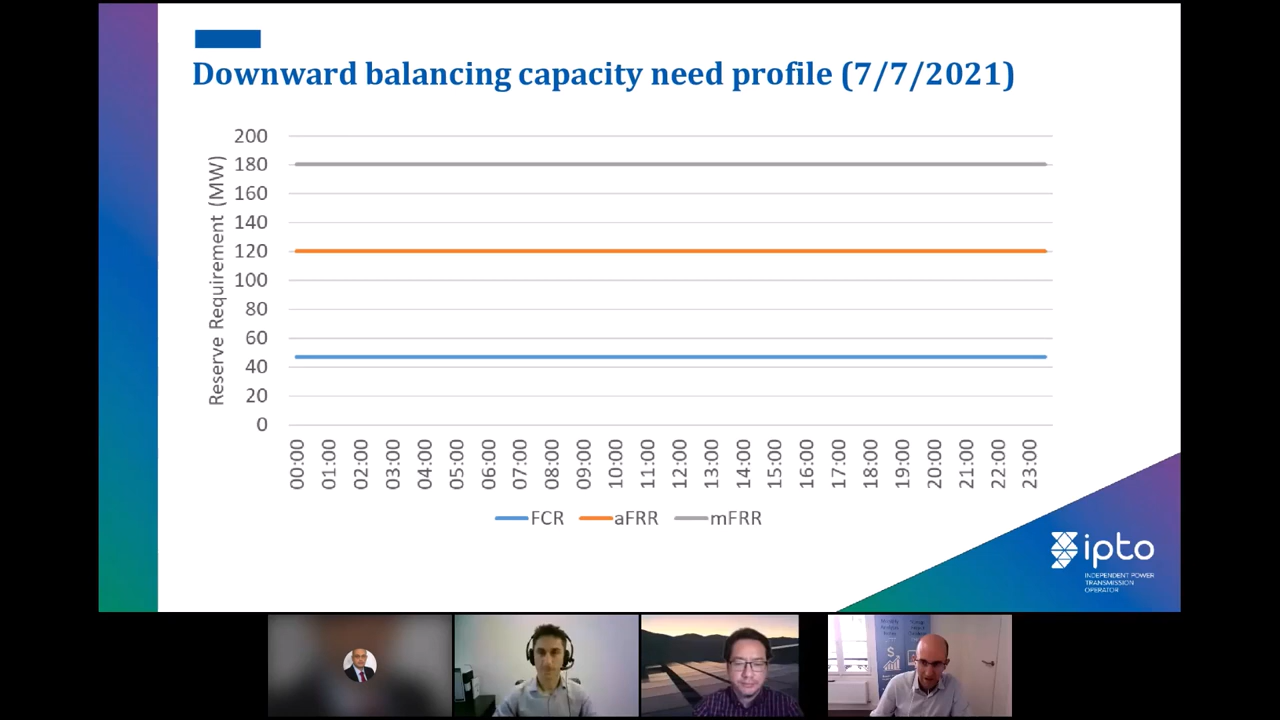 Downward balancing capacity need profile (7/7/2021)
Reserve Requirement (MW)
200
180
160
140
120
100
80
60
40
20
0
00:00 01:00 02:00 03:00 04:00 05:00 06:00 07:00 08:00 09:00 10:00 11:00 12:00 13:00 14:00 15:00 16:00 17:00 18:00 19:00 20:00 21:00 22:00 23:00
FCR aFRR mFRR
ipto
INDEPENDENT POWER
TRANSMISSION
OPERATOR